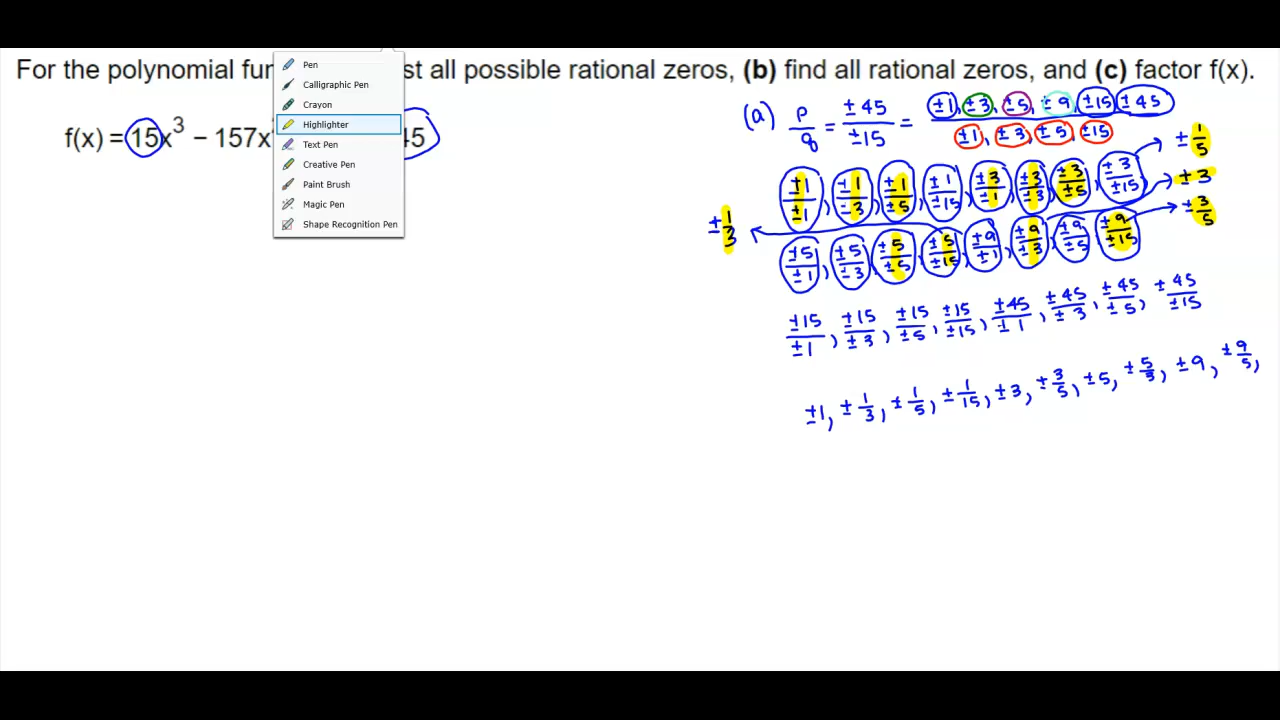 For the polynomial fun st all possible rational zeros, (b) find all rational zeros, and (c) factor f(x).
Pen
Calligraphic Pen
Crayon
Highlighter
Text Pen
Creative Pen
Paint Brush
Magic Pen
Shape Recognition Pen
f(x) = 15x³ − 157x 45
(a) p/q = ±45/±15 = ±1, ±3, ±5, ±9, ±15, ±45 / ±1, ±3, ±5, ±15
±1/5
±1/±1, ±1/±3, ±1/±5, ±1/±15, ±3/±1, ±3/±3, ±3/±5, ±3/±15
±3
±3/5
±1/3
±5/±1, ±5/±3, ±5/±5, ±5/±15, ±9/±1, ±9/±3, ±9/±5, ±9/±15
±15/±1, ±15/±3, ±15/±5, ±15/±15, ±45/±1, ±45/±3, ±45/±5, ±45/±15
±1, ±1/3, ±1/5, ±1/15, ±3, ±3/5, ±5, ±5/3, ±9, ±9/5,